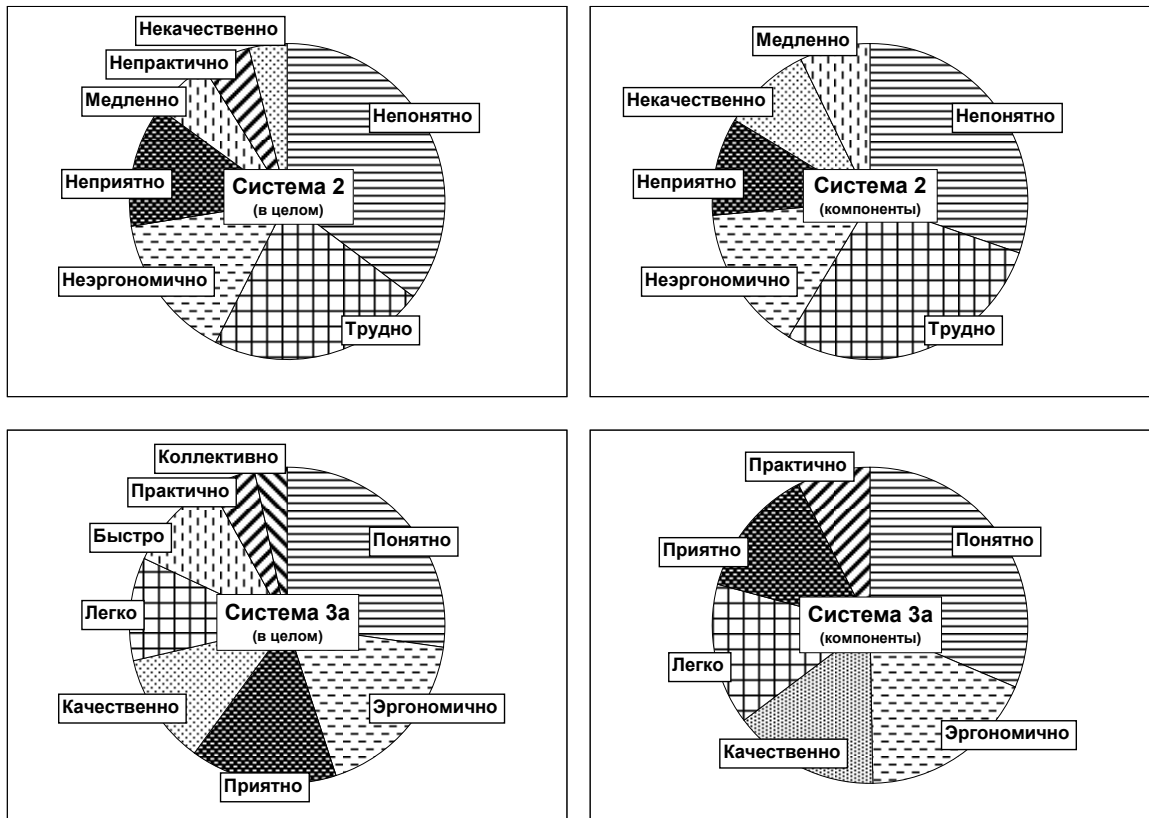 Некачественно
Непрактично
Медленно
Непонятно
Неприятно
Система 2
(в целом)
Неэргономично
Трудно
Медленно
Некачественно
Непонятно
Неприятно
Система 2
(компоненты)
Неэргономично
Трудно
Коллективно
Практично
Быстро
Понятно
Легко
Система 3а
(в целом)
Качественно
Эргономично
Приятно
Практично
Приятно
Понятно
Система 3а
(компоненты)
Легко
Эргономично
Качественно